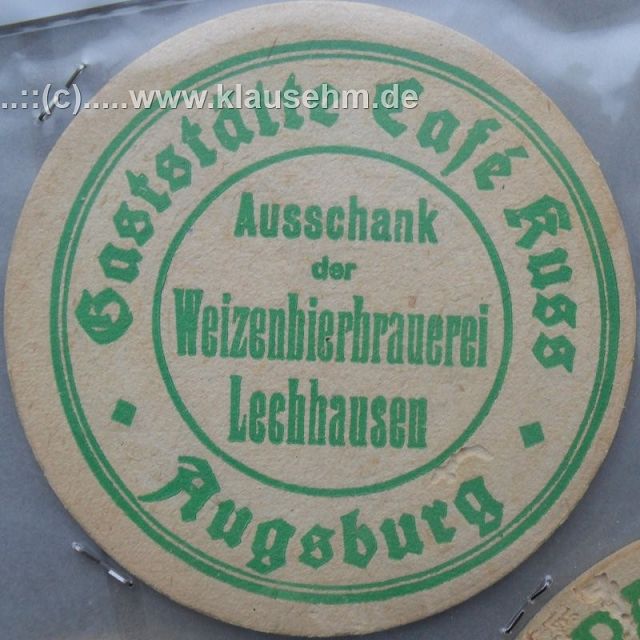 ...::(c).....www.klausehm.de
Gaststätte Café Kuss
Ausschank
der
Weizenbierbrauerei
Lechhausen
Augsburg